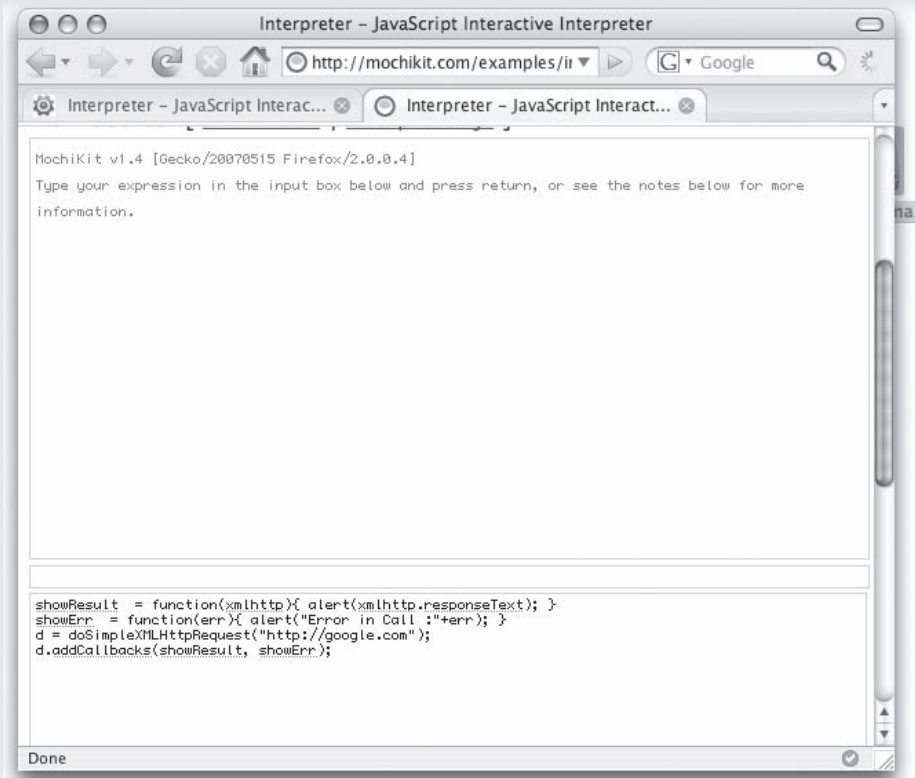 Interpreter – JavaScript Interactive Interpreter
http://mochikit.com/examples/ir
G Google
Interpreter – JavaScript Interac...
Interpreter – JavaScript Interact...
MochiKit v1.4 [Gecko/20070515 Firefox/2.0.0.4]
Type your expression in the input box below and press return, or see the notes below for more
information.
showResult = function(xmlhttp){ alert(xmlhttp.responseText); }
showErr = function(err){ alert("Error in Call :"+err); }
d = doSimpleXMLHttpRequest("http://google.com");
d.addCallbacks(showResult, showErr);
Done